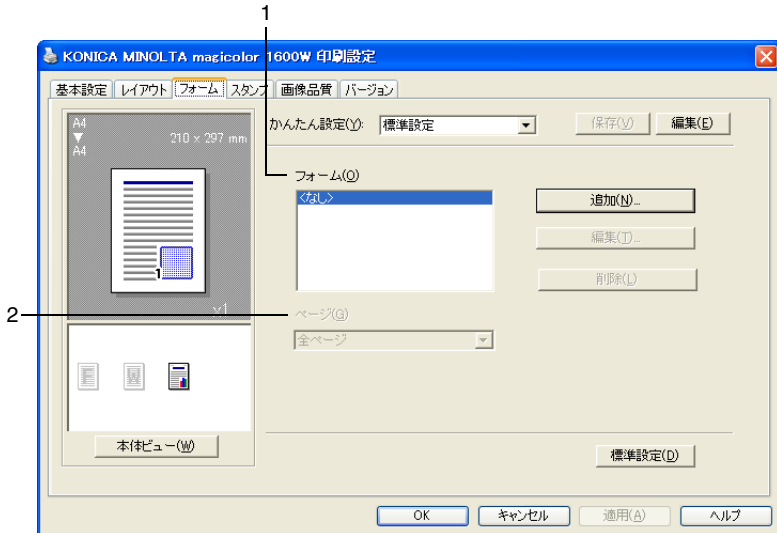 1
KONICA MINOLTA magicolor 1600W 印刷設定
基本設定 レイアウト フォーム スタンプ 画像品質 バージョン
A4
▼ 210 × 297 mm
A4
1
x1
かんたん設定(Y): 標準設定 保存(V) 編集(E)
フォーム(O)
<なし>
追加(N)...
編集(T)...
削除(L)
2
ページ(G)
全ページ
本体ビュー(W)
標準設定(D)
OK キャンセル 適用(A) ヘルプ